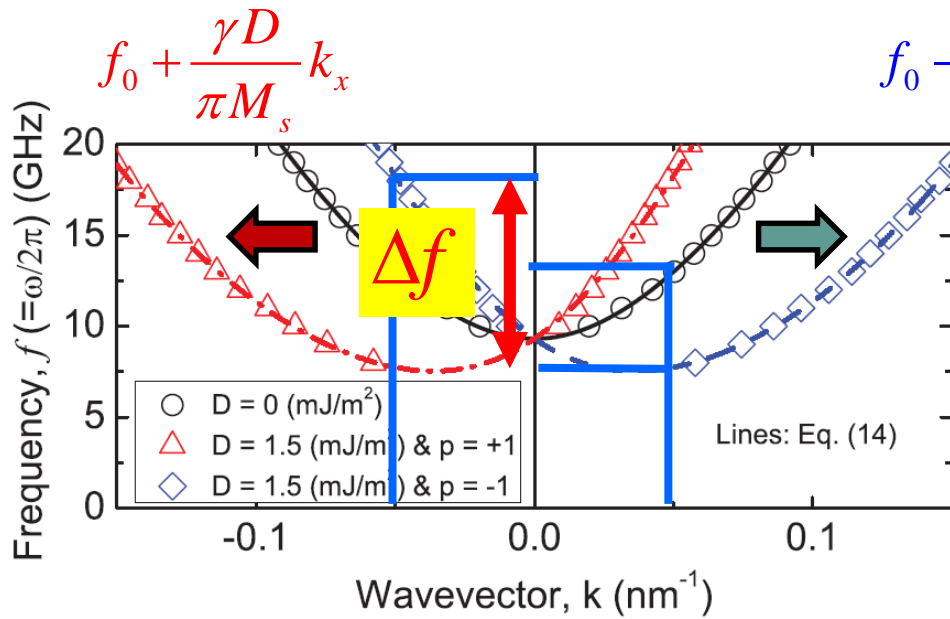 f₀ + γD/πMₛ kₓ
f₀ -
Frequency, f (=ω/2π) (GHz)
20
15
10
5
0
Δf
D = 0 (mJ/m²)
D = 1.5 (mJ/m²) & p = +1
D = 1.5 (mJ/m²) & p = -1
Lines: Eq. (14)
-0.1
0.0
0.1
Wavevector, k (nm⁻¹)